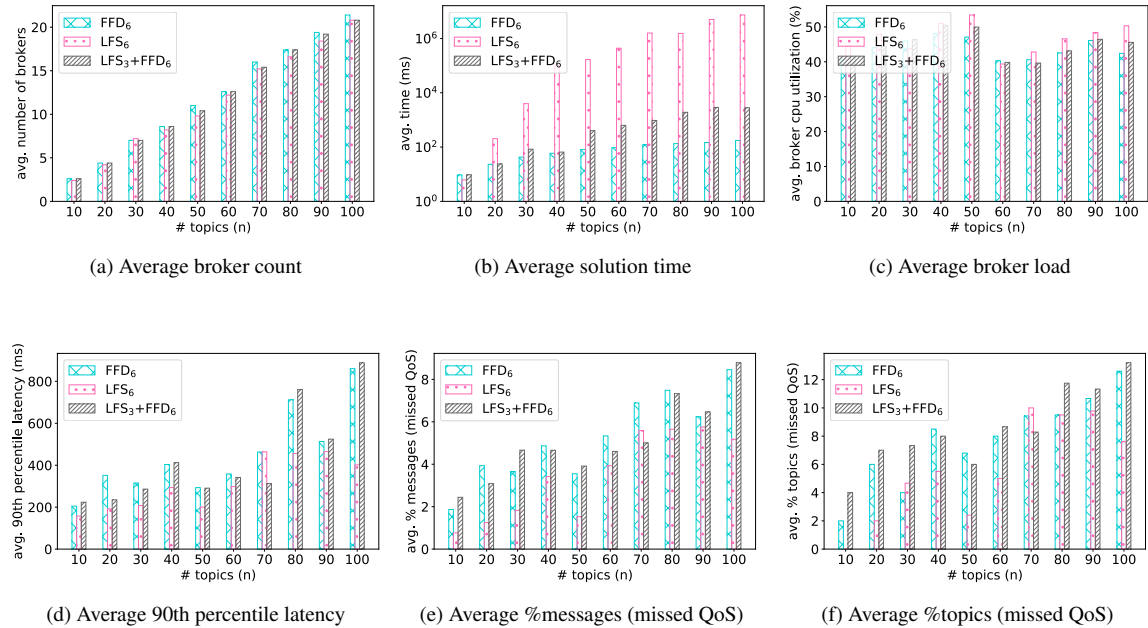 avg. number of brokers
20
15
10
5
0
FFD6
LFS6
LFS3+FFD6
10 20 30 40 50 60 70 80 90 100
# topics (n)
(a) Average broker count
avg. time (ms)
10^6
10^4
10^2
10^0
FFD6
LFS6
LFS3+FFD6
10 20 30 40 50 60 70 80 90 100
# topics (n)
(b) Average solution time
avg. broker cpu utilization (%)
50
40
30
20
10
0
FFD6
LFS6
LFS3+FFD6
10 20 30 40 50 60 70 80 90 100
# topics (n)
(c) Average broker load
avg. 90th percentile latency (ms)
800
600
400
200
0
FFD6
LFS6
LFS3+FFD6
10 20 30 40 50 60 70 80 90 100
# topics (n)
(d) Average 90th percentile latency
avg. % messages (missed QoS)
8
6
4
2
0
FFD6
LFS6
LFS3+FFD6
10 20 30 40 50 60 70 80 90 100
# topics (n)
(e) Average %messages (missed QoS)
avg. % topics (missed QoS)
12
10
8
6
4
2
0
FFD6
LFS6
LFS3+FFD6
10 20 30 40 50 60 70 80 90 100
# topics (n)
(f) Average %topics (missed QoS)